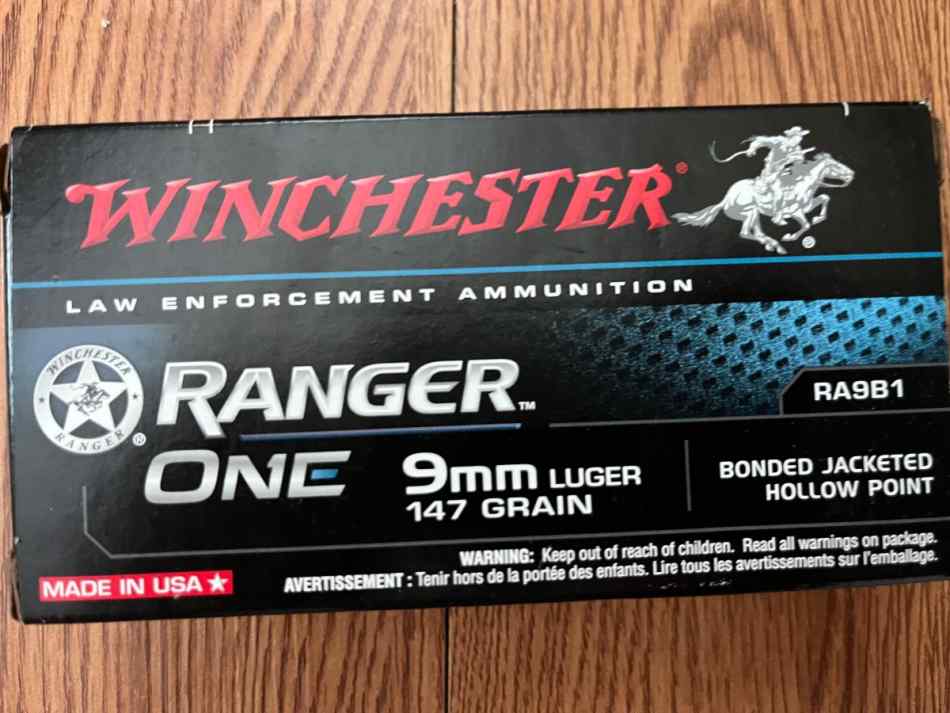 WINCHESTER®
LAW ENFORCEMENT AMMUNITION
WINCHESTER
RANGER
®
RANGER™
ONE
RA9B1
9mm LUGER
147 GRAIN
BONDED JACKETED
HOLLOW POINT
WARNING: Keep out of reach of children. Read all warnings on package.
AVERTISSEMENT : Tenir hors de la portée des enfants. Lire tous les avertissements sur l'emballage.
MADE IN USA